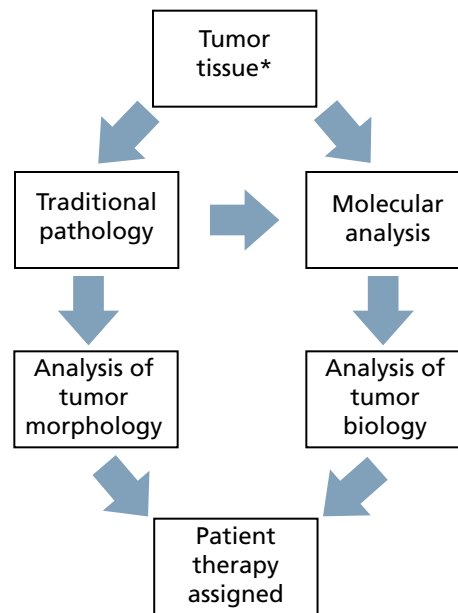 Tumor
tissue*
Traditional
pathology
Molecular
analysis
Analysis of
tumor
morphology
Analysis of
tumor
biology
Patient
therapy
assigned